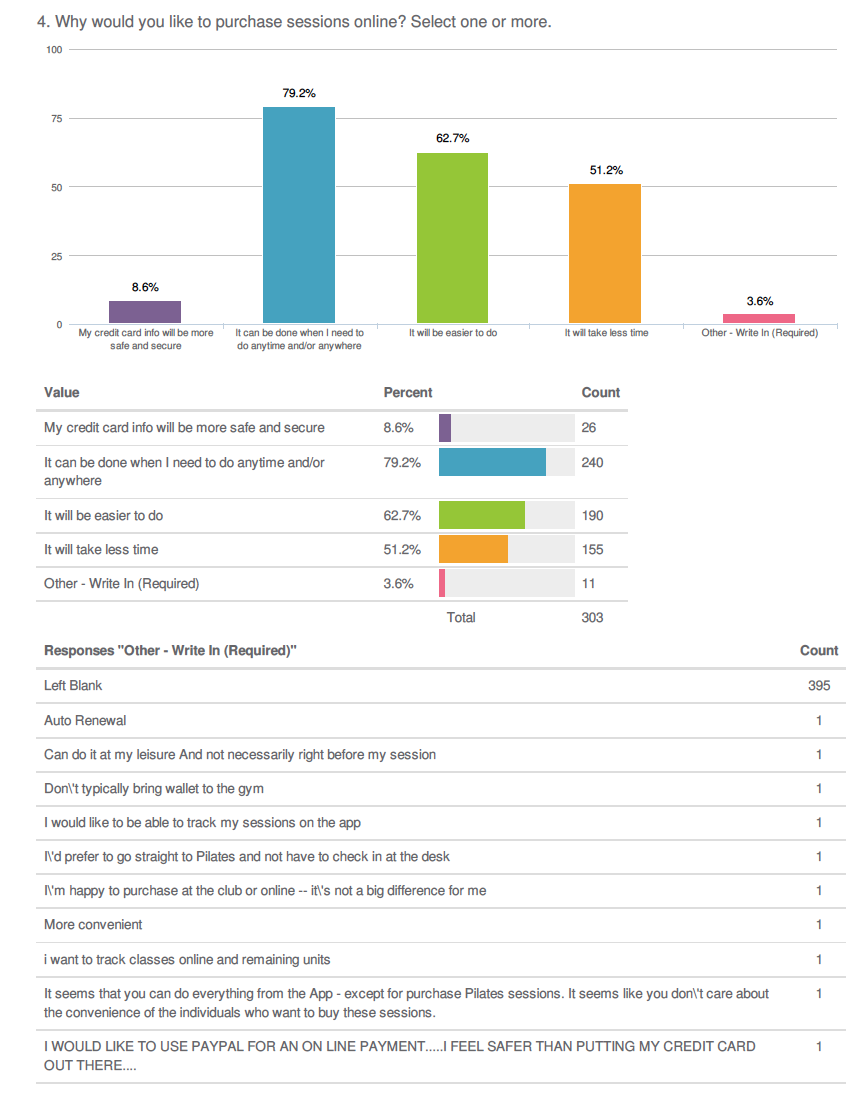 4. Why would you like to purchase sessions online? Select one or more.
100
75
50
25
0
8.6%
79.2%
62.7%
51.2%
3.6%
My credit card info will be more
safe and secure
It can be done when I need to
do anytime and/or anywhere
It will be easier to do
It will take less time
Other - Write In (Required)
Value Percent Count
My credit card info will be more safe and secure 8.6% 26
It can be done when I need to do anytime and/or 79.2% 240
anywhere
It will be easier to do 62.7% 190
It will take less time 51.2% 155
Other - Write In (Required) 3.6% 11
Total 303
Responses "Other - Write In (Required)" Count
Left Blank 395
Auto Renewal 1
Can do it at my leisure And not necessarily right before my session 1
Don\'t typically bring wallet to the gym 1
I would like to be able to track my sessions on the app 1
I\'d prefer to go straight to Pilates and not have to check in at the desk 1
I\'m happy to purchase at the club or online -- it\'s not a big difference for me 1
More convenient 1
i want to track classes online and remaining units 1
It seems that you can do everything from the App - except for purchase Pilates sessions. It seems like you don\'t care about 1
the convenience of the individuals who want to buy these sessions.
I WOULD LIKE TO USE PAYPAL FOR AN ON LINE PAYMENT.....I FEEL SAFER THAN PUTTING MY CREDIT CARD 1
OUT THERE....